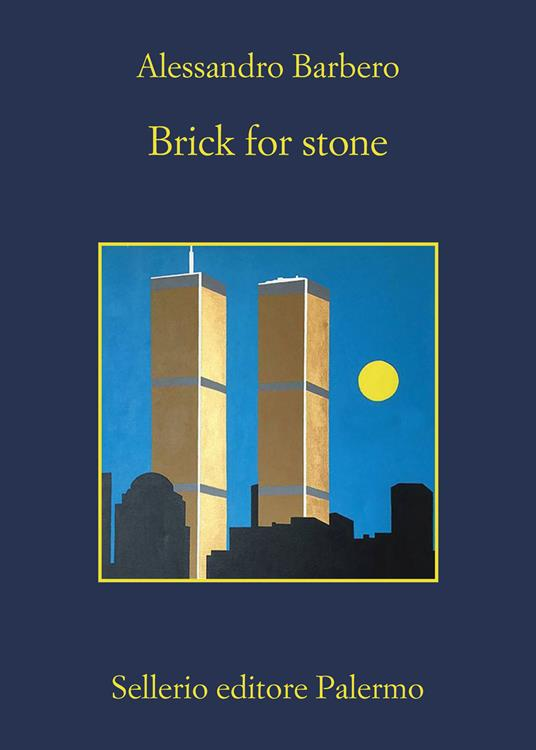 Alessandro Barbero
Brick for stone
Sellerio editore Palermo